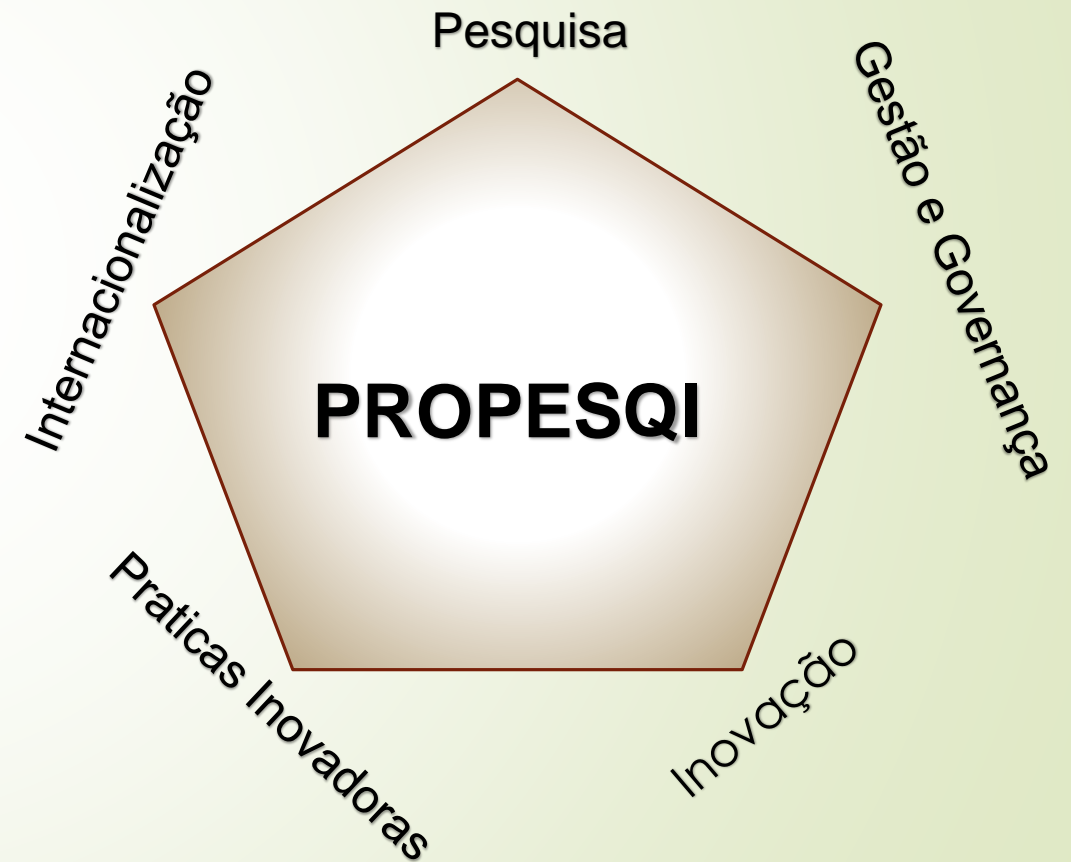 Pesquisa
Gestão e Governança
Internacionalização
PROPESQI
Praticas Inovadoras
Inovação